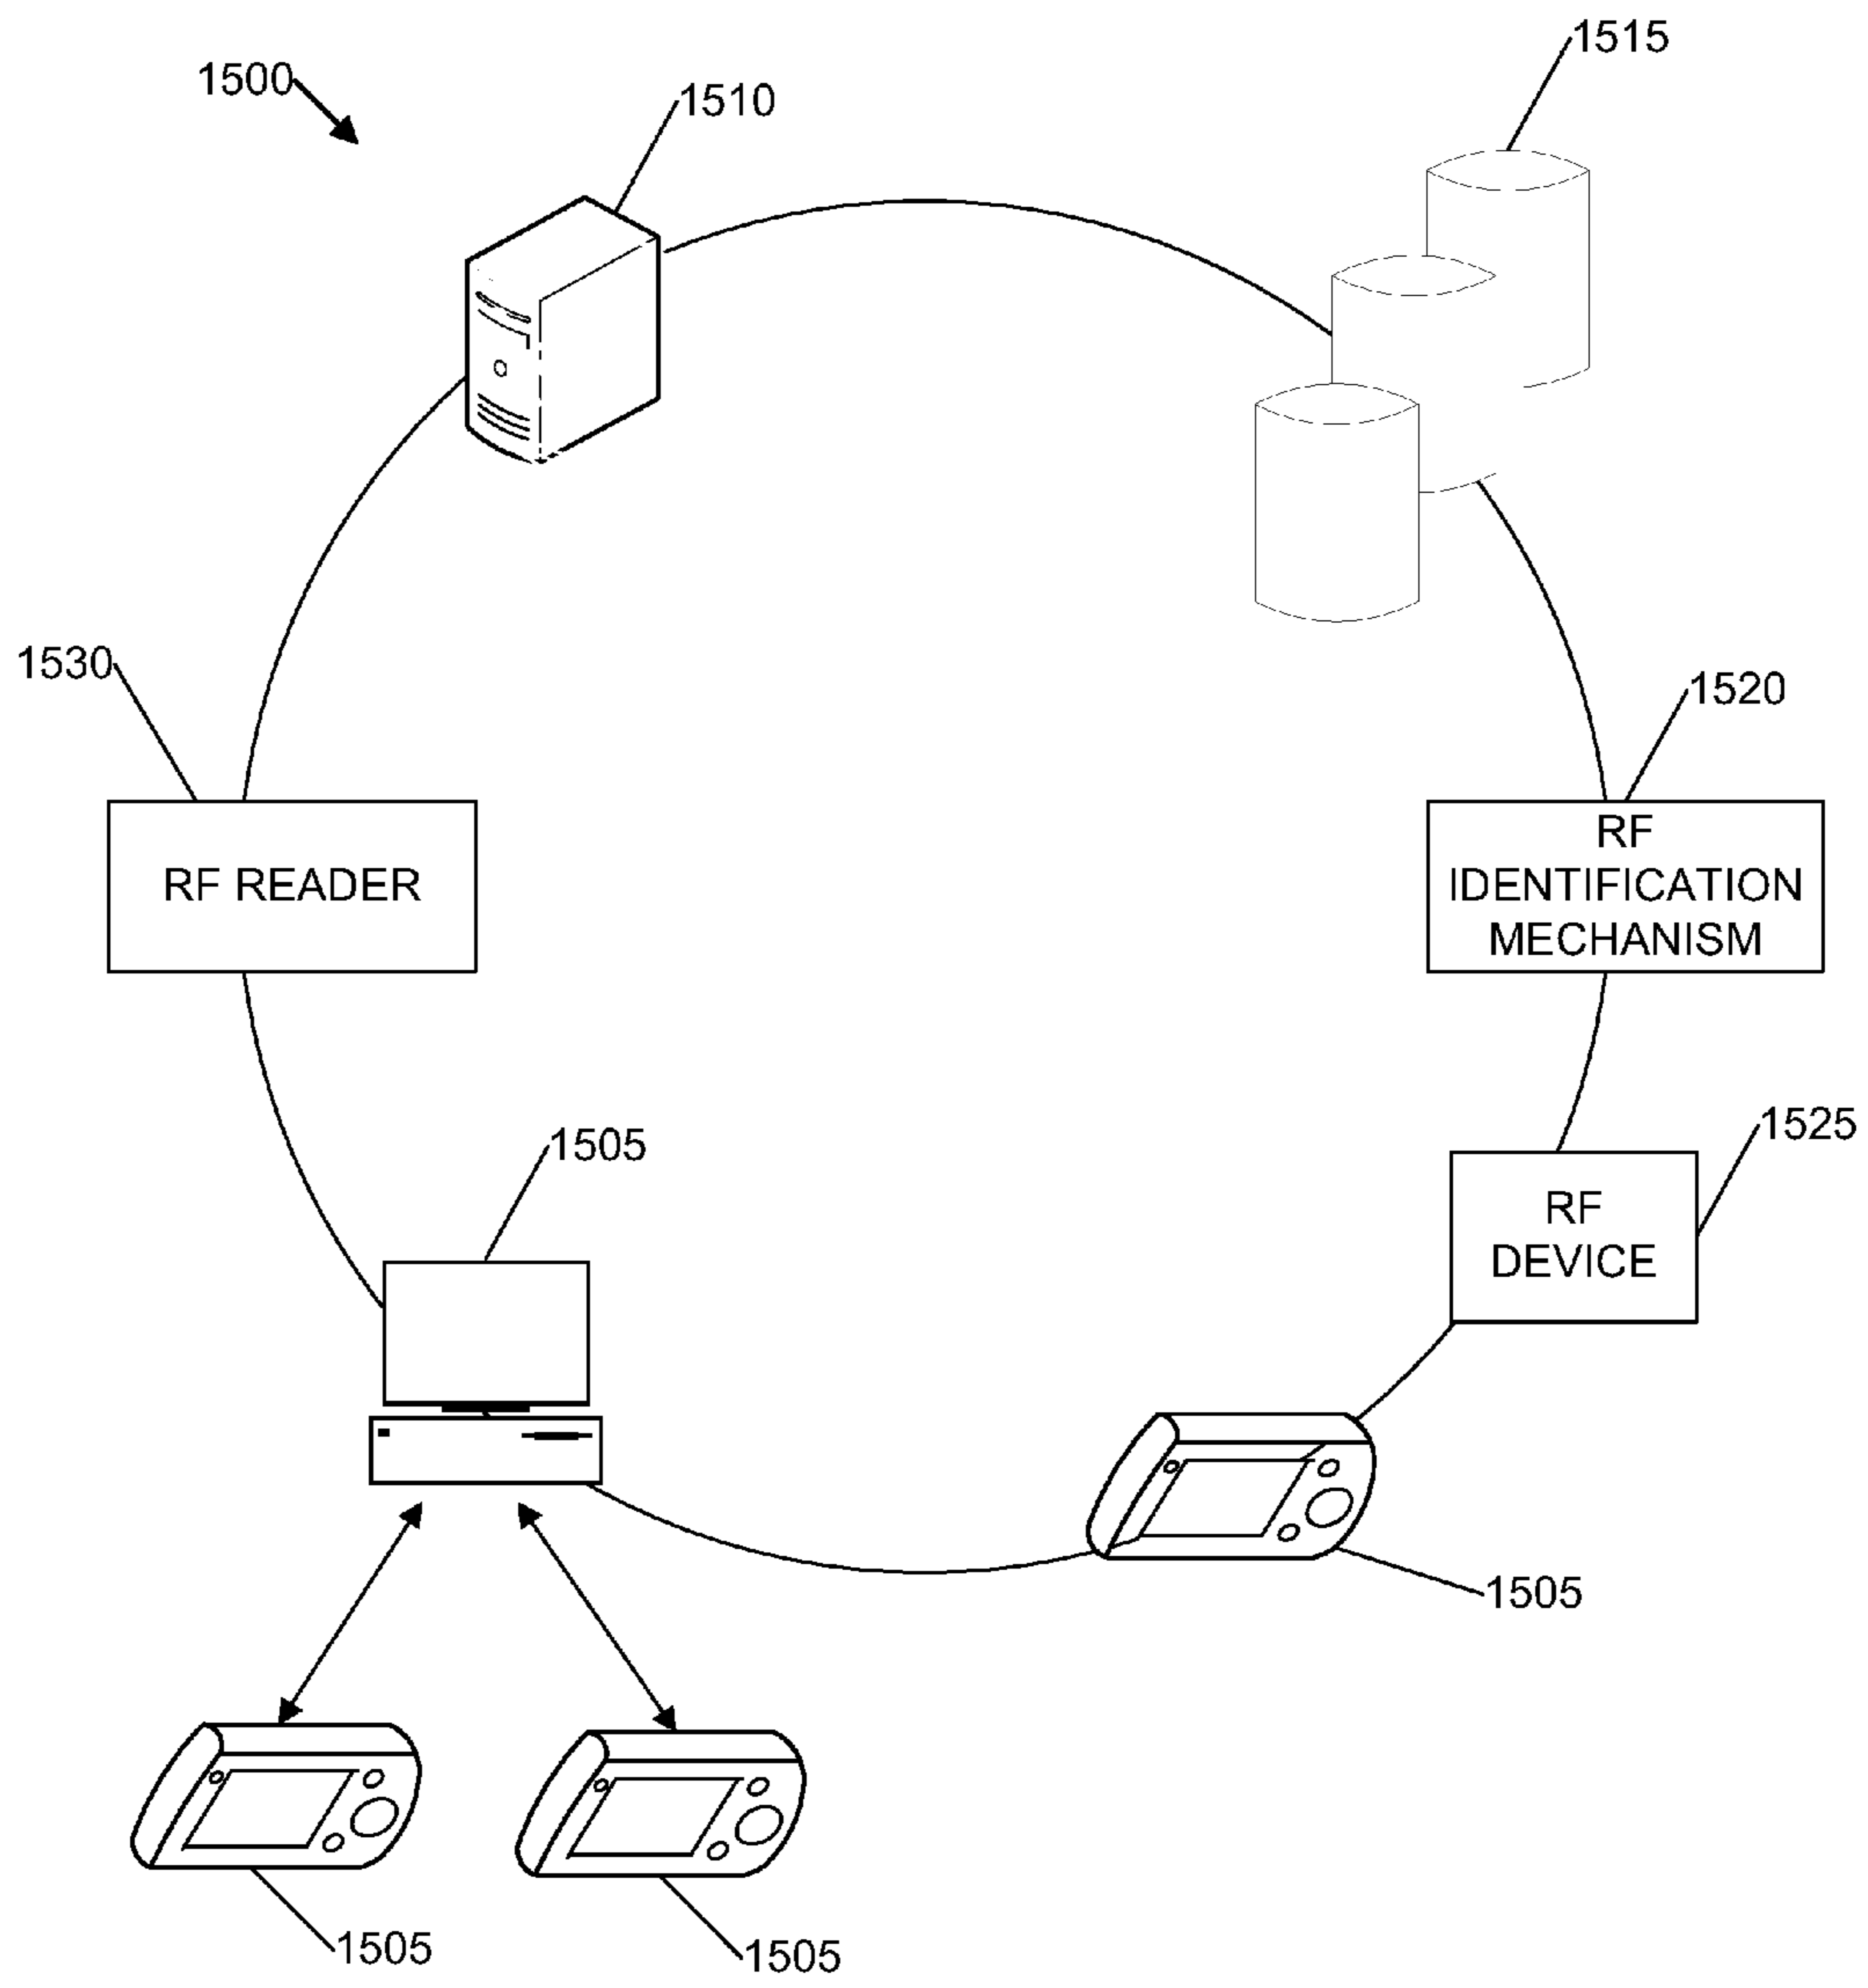 1515
1500
1510
1530
1520
RF
IDENTIFICATION
MECHANISM
RF READER
1525
1505
RF
DEVICE
1505
1505
1505